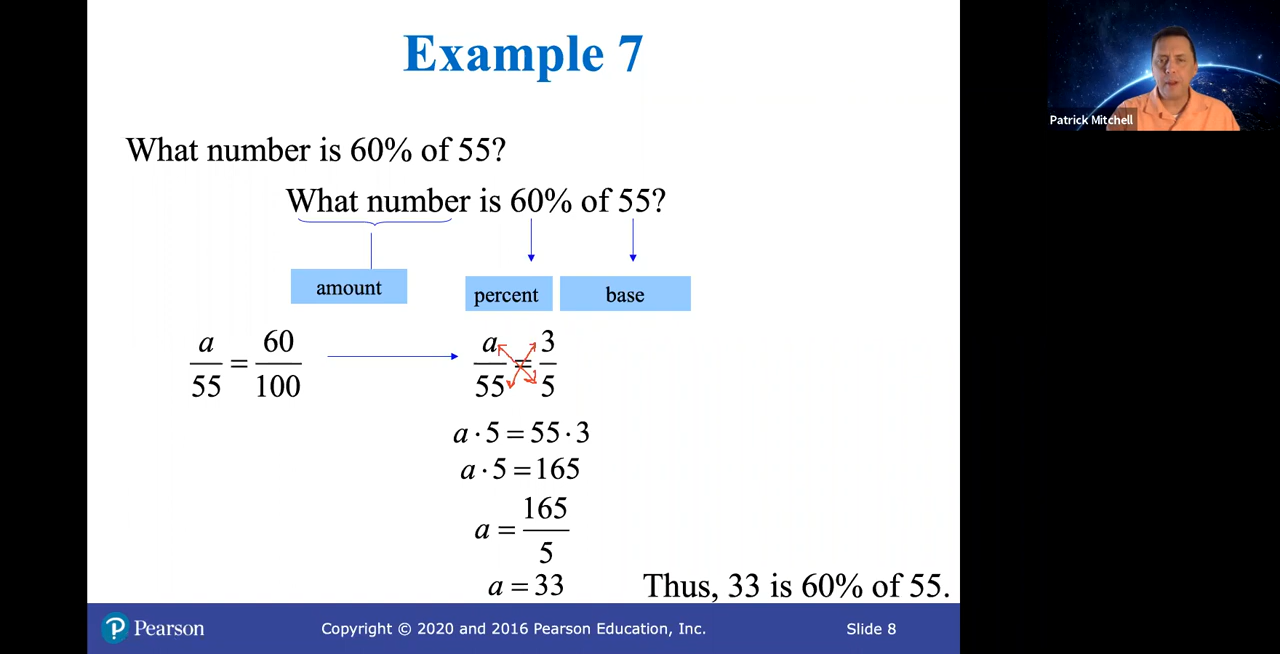 Example 7
Patrick Mitchell
What number is 60% of 55?
What number is 60% of 55?
amount
percent
base
a/55 = 60/100
a/55 = 3/5
a · 5 = 55 · 3
a · 5 = 165
a = 165/5
a = 33
Thus, 33 is 60% of 55.
Pearson
Copyright © 2020 and 2016 Pearson Education, Inc.
Slide 8